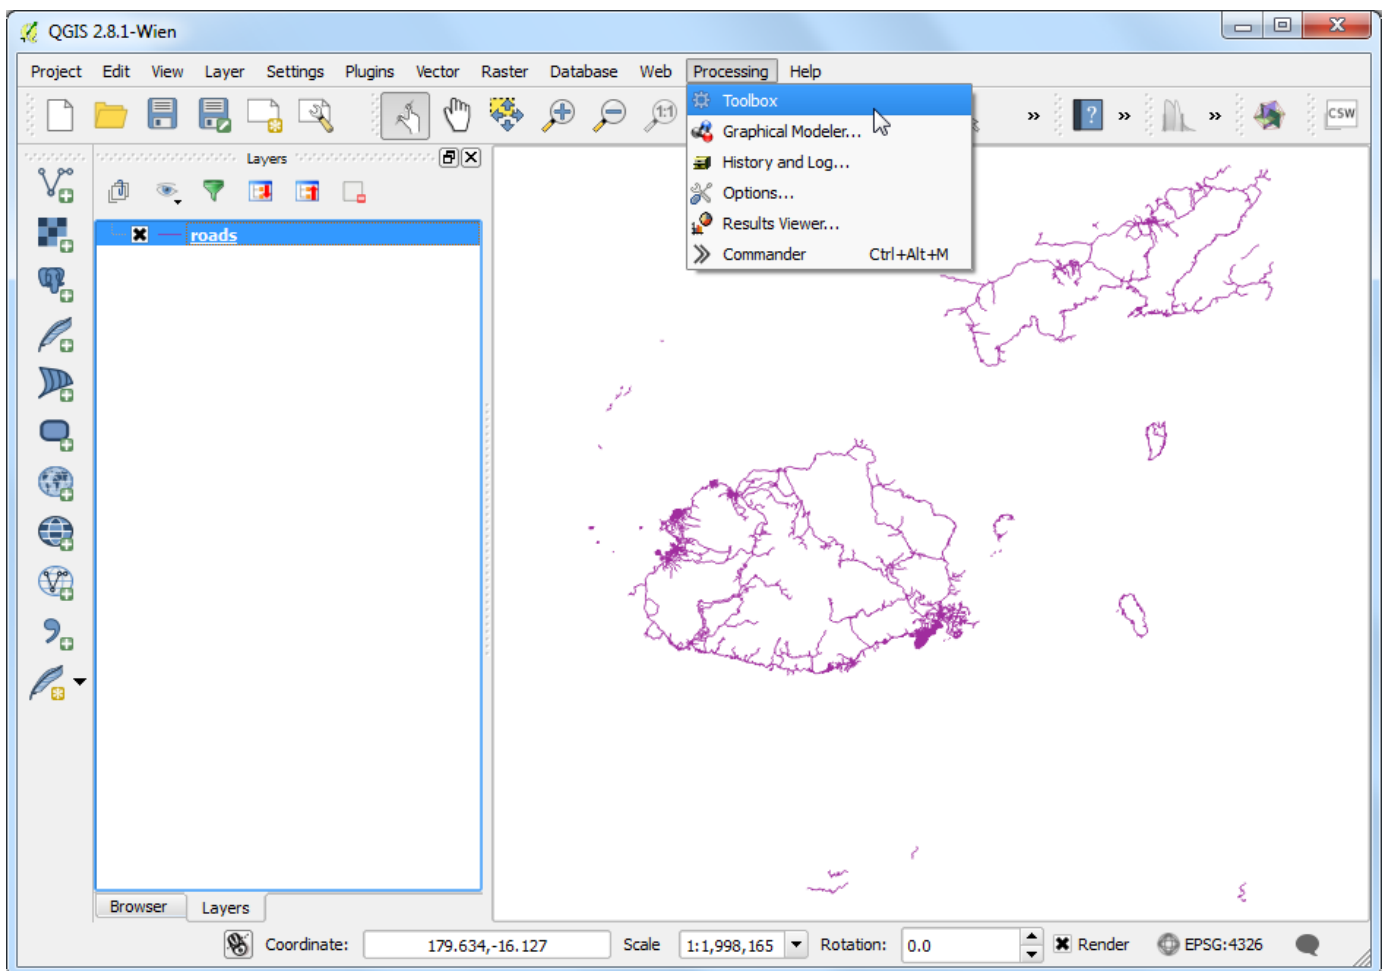 QGIS 2.8.1-Wien
Project Edit View Layer Settings Plugins Vector Raster Database Web Processing Help
Toolbox
Graphical Modeler...
History and Log...
Options...
Results Viewer...
Commander Ctrl+Alt+M
1:1
?
» » »
CSW
Layers
roads
Browser Layers
Coordinate: 179.634,-16.127 Scale 1:1,998,165 Rotation: 0.0 Render EPSG:4326